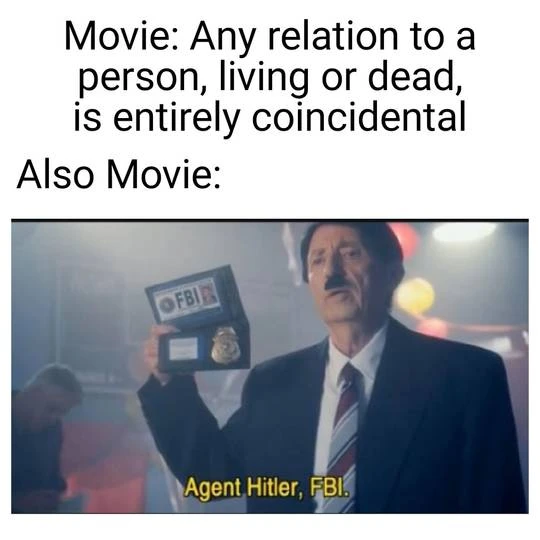 Movie: Any relation to a
person, living or dead,
is entirely coincidental
Also Movie:
FBI
Agent Hitler, FBI.